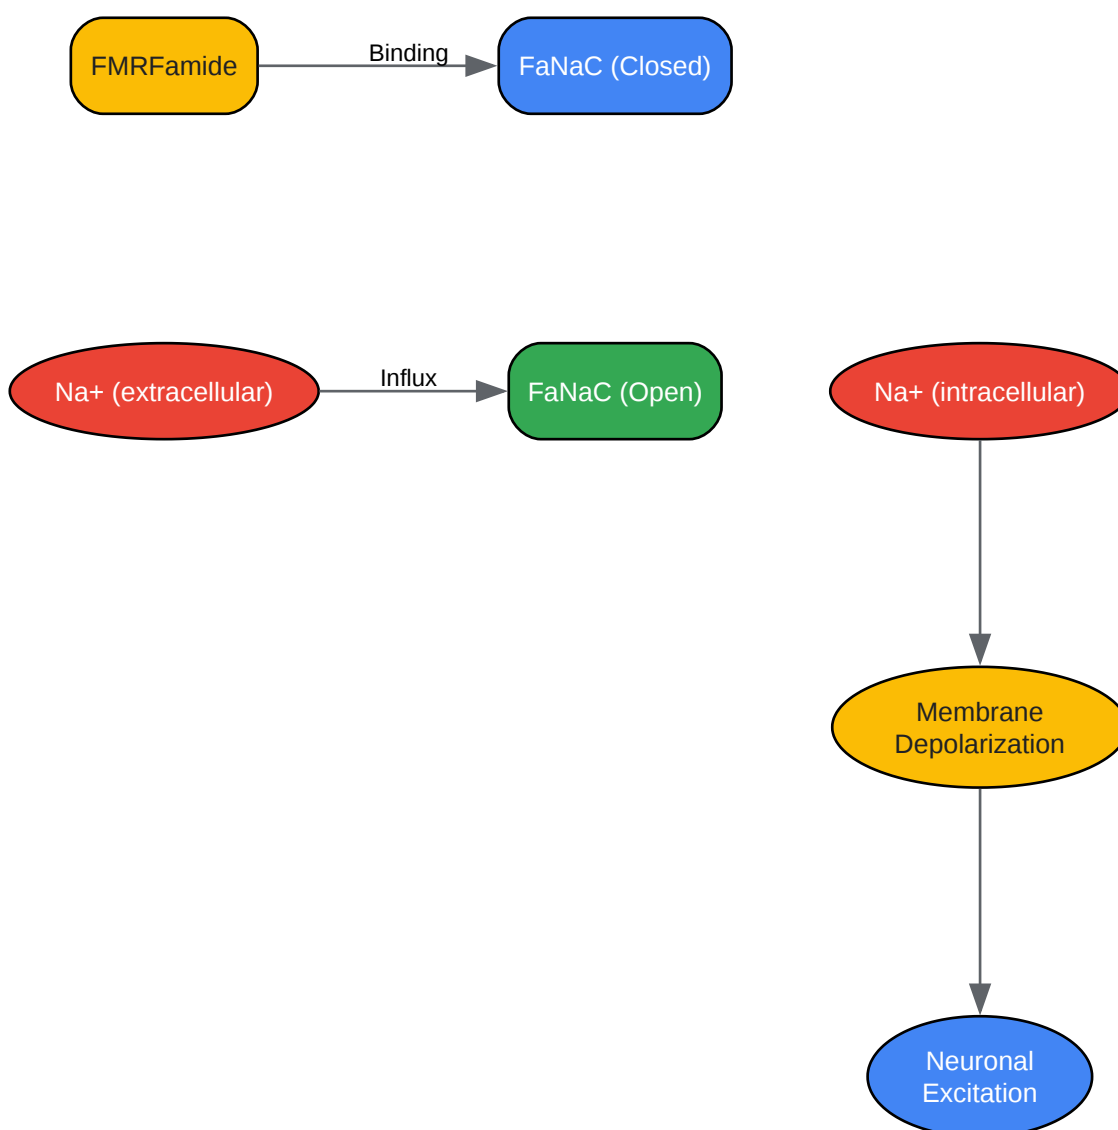 FMRFamide
Binding
FaNaC (Closed)
Na+ (extracellular)
Influx
FaNaC (Open)
Na+ (intracellular)
Membrane
Depolarization
Neuronal
Excitation